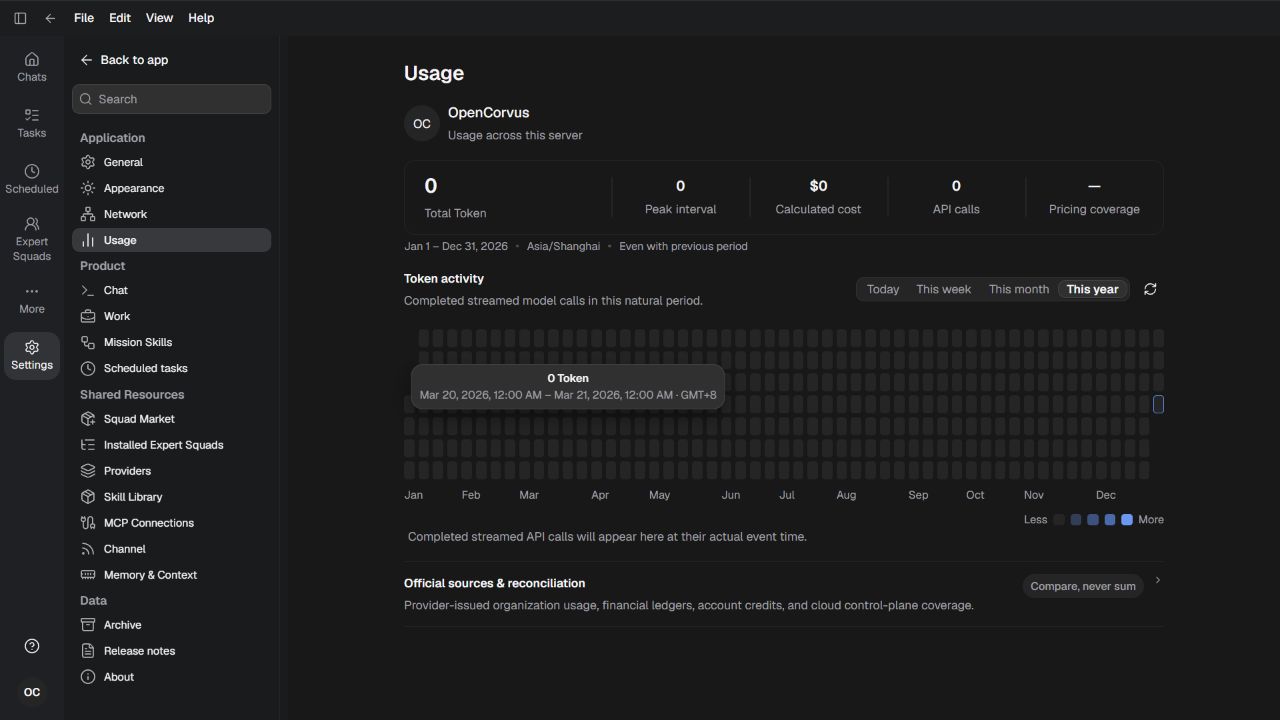 File Edit View Help
Chats
Tasks
Scheduled
Expert
Squads
More
Settings
OC
Back to app
Search
Application
General
Appearance
Network
Usage
Product
Chat
Work
Mission Skills
Scheduled tasks
Shared Resources
Squad Market
Installed Expert Squads
Providers
Skill Library
MCP Connections
Channel
Memory & Context
Data
Archive
Release notes
About
Usage
OC
OpenCorvus
Usage across this server
0
Total Token
0
Peak interval
$0
Calculated cost
0
API calls
—
Pricing coverage
Jan 1 – Dec 31, 2026 • Asia/Shanghai • Even with previous period
Token activity
Completed streamed model calls in this natural period.
Today This week This month This year
0 Token
Mar 20, 2026, 12:00 AM – Mar 21, 2026, 12:00 AM · GMT+8
Jan Feb Mar Apr May Jun Jul Aug Sep Oct Nov Dec
Less More
Completed streamed API calls will appear here at their actual event time.
Official sources & reconciliation
Provider-issued organization usage, financial ledgers, account credits, and cloud control-plane coverage.
Compare, never sum